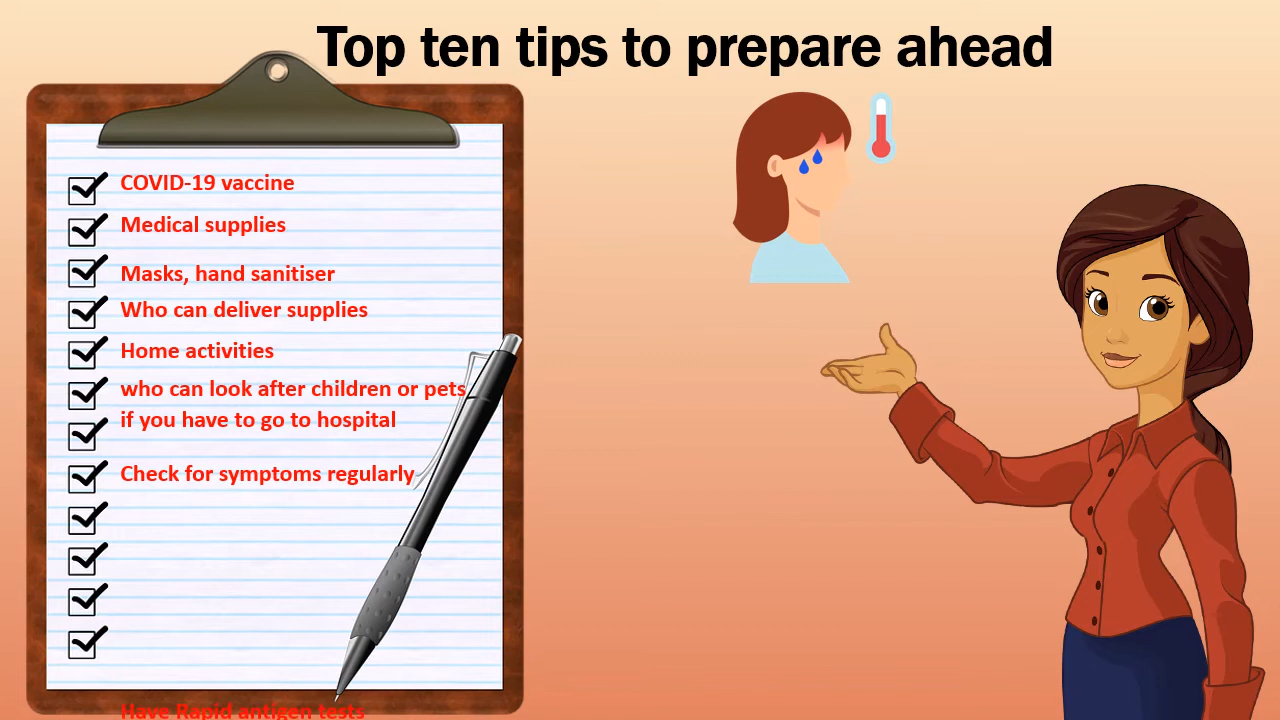 Top ten tips to prepare ahead
COVID-19 vaccine
Medical supplies
Masks, hand sanitiser
Who can deliver supplies
Home activities
who can look after children or pets
if you have to go to hospital
Check for symptoms regularly
Have Rapid antigen tests